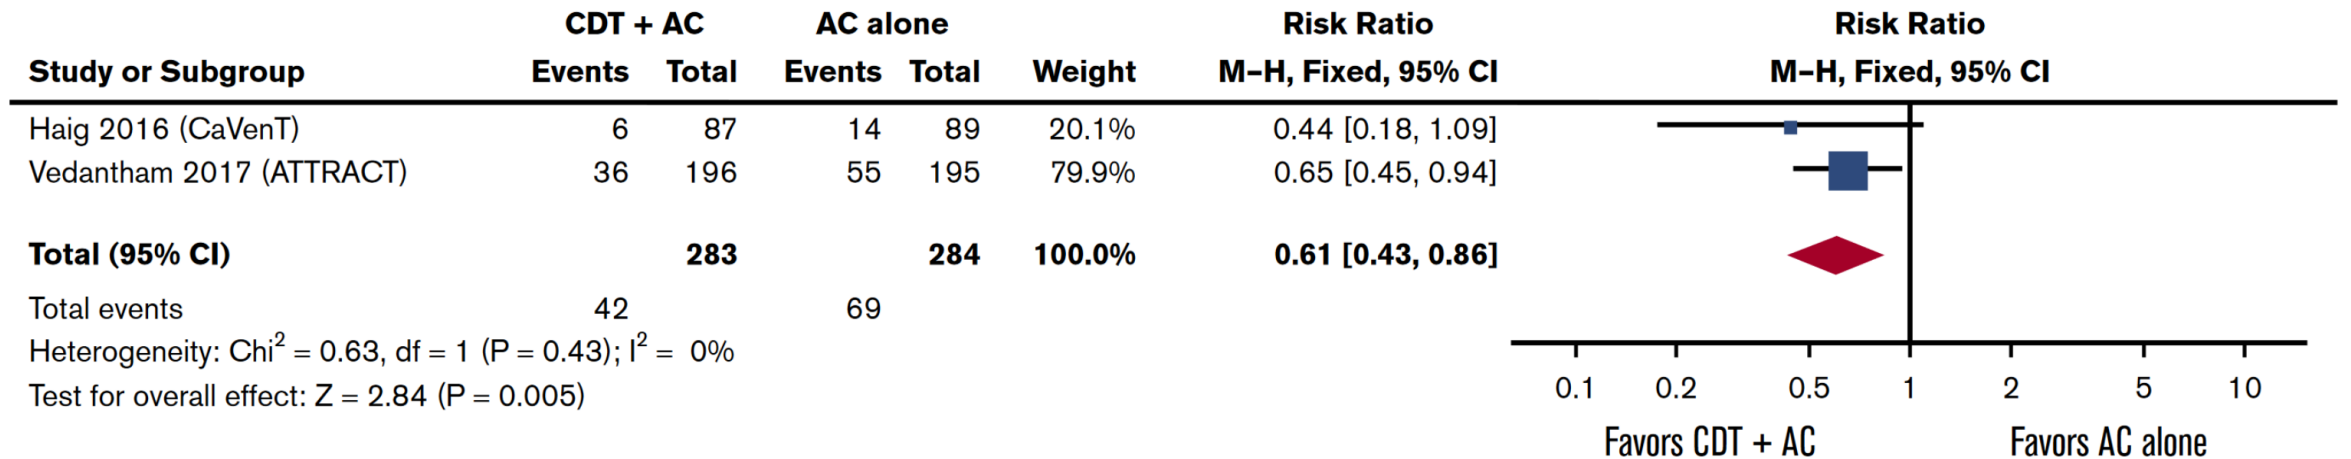 CDT + AC AC alone Risk Ratio Risk Ratio
Study or Subgroup Events Total Events Total Weight M–H, Fixed, 95% CI M–H, Fixed, 95% CI
Haig 2016 (CaVenT) 6 87 14 89 20.1% 0.44 [0.18, 1.09]
Vedantham 2017 (ATTRACT) 36 196 55 195 79.9% 0.65 [0.45, 0.94]
Total (95% CI) 283 284 100.0% 0.61 [0.43, 0.86]
Total events 42 69
Heterogeneity: Chi² = 0.63, df = 1 (P = 0.43); I² = 0%
Test for overall effect: Z = 2.84 (P = 0.005)
0.1 0.2 0.5 1 2 5 10
Favors CDT + AC Favors AC alone